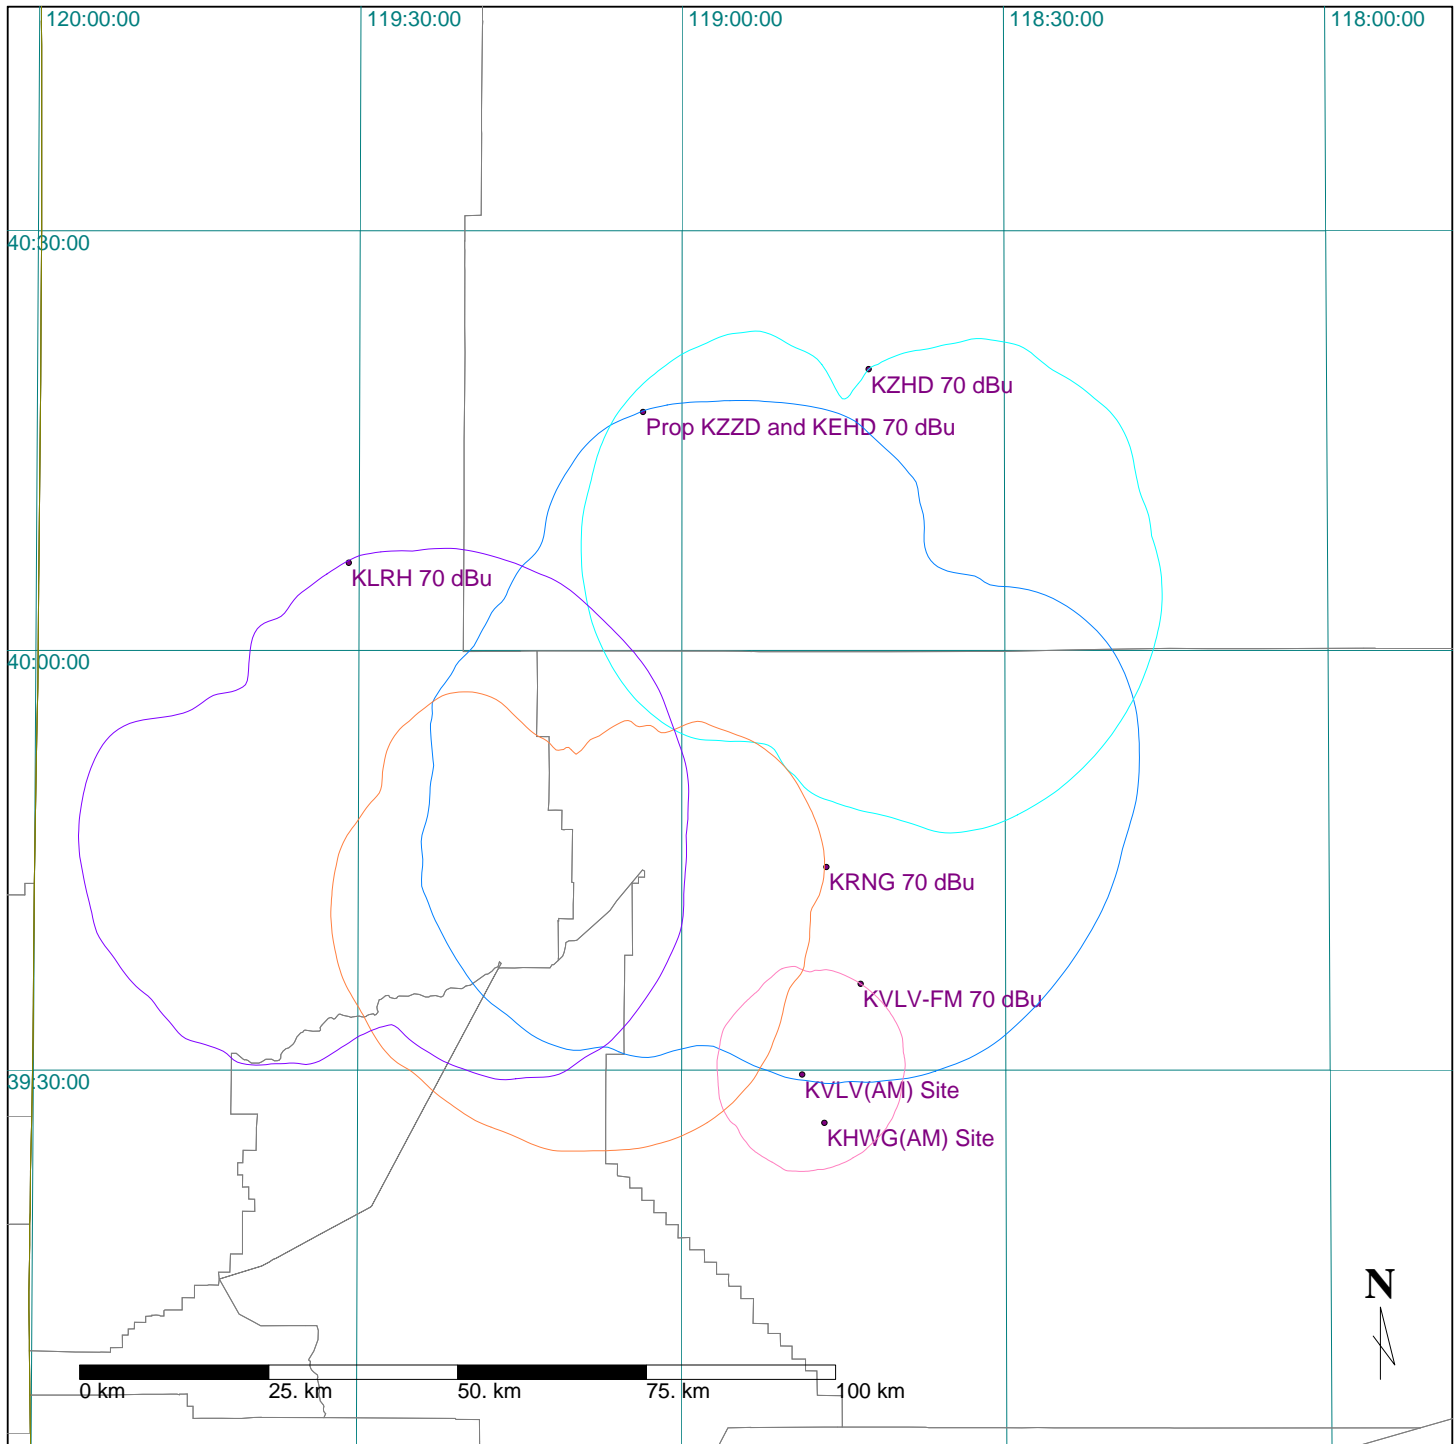 120:00:00
119:30:00
119:00:00
118:30:00
118:00:00
40:30:00
KZHD 70 dBu
Prop KZZD and KEHD 70 dBu
KLRH 70 dBu
40:00:00
KRNG 70 dBu
KVLV-FM 70 dBu
39:30:00
KVLV(AM) Site
KHWG(AM) Site
N
0 km
25. km
50. km
75. km
100 km